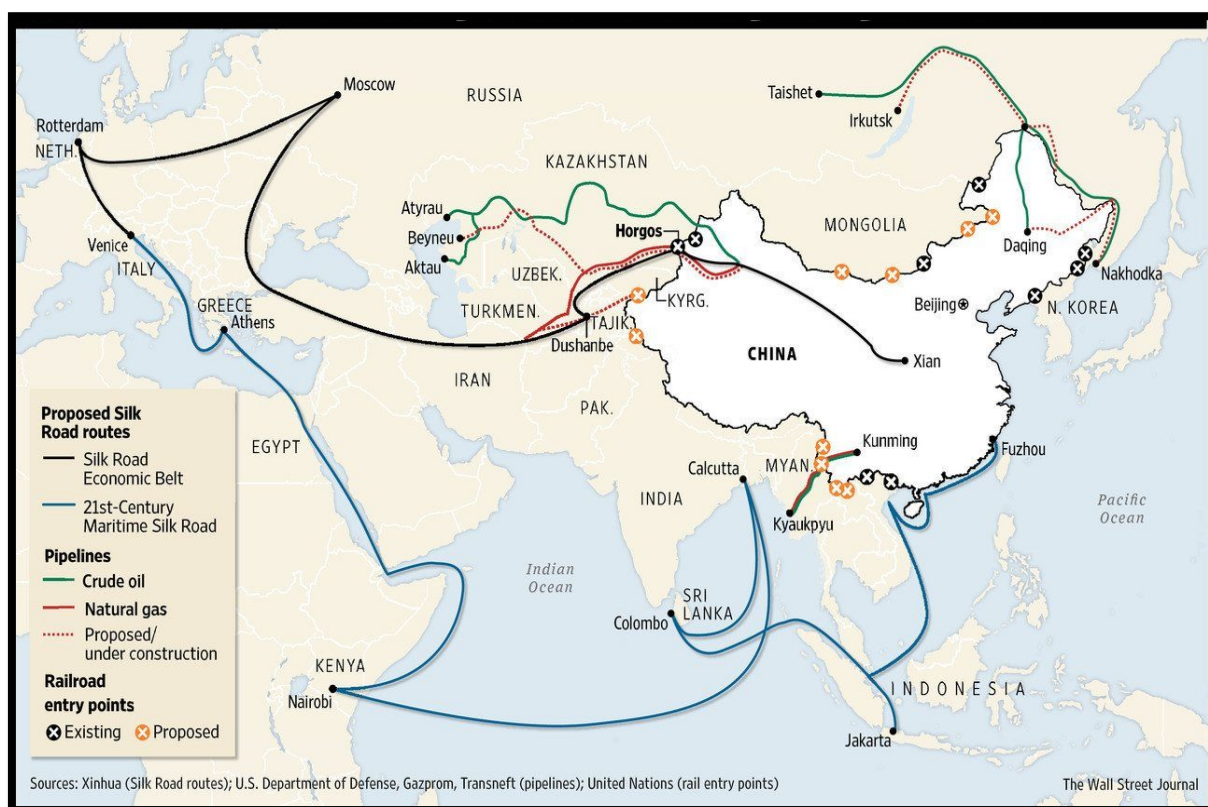 Moscow
RUSSIA
Taishet
Irkutsk
Rotterdam
NETH.
KAZAKHSTAN
Atyrau
Beyneu
Aktau
Horgos
MONGOLIA
Daqing
Nakhodka
Venice
ITALY
UZBEK.
KYRG.
Beijing
N. KOREA
GREECE
Athens
TURKMEN.
TAJIK.
Dushanbe
CHINA
Xian
IRAN
PAK.
EGYPT
Kunming
Fuzhou
Calcutta
MYAN.
INDIA
Kyaukpyu
Pacific
Ocean
Indian
Ocean
SRI
LANKA
Colombo
KENYA
Nairobi
INDONESIA
Jakarta
Proposed Silk
Road routes
Silk Road
Economic Belt
21st-Century
Maritime Silk Road
Pipelines
Crude oil
Natural gas
Proposed/
under construction
Railroad
entry points
Existing
Proposed
Sources: Xinhua (Silk Road routes); U.S. Department of Defense, Gazprom, Transneft (pipelines); United Nations (rail entry points)
The Wall Street Journal